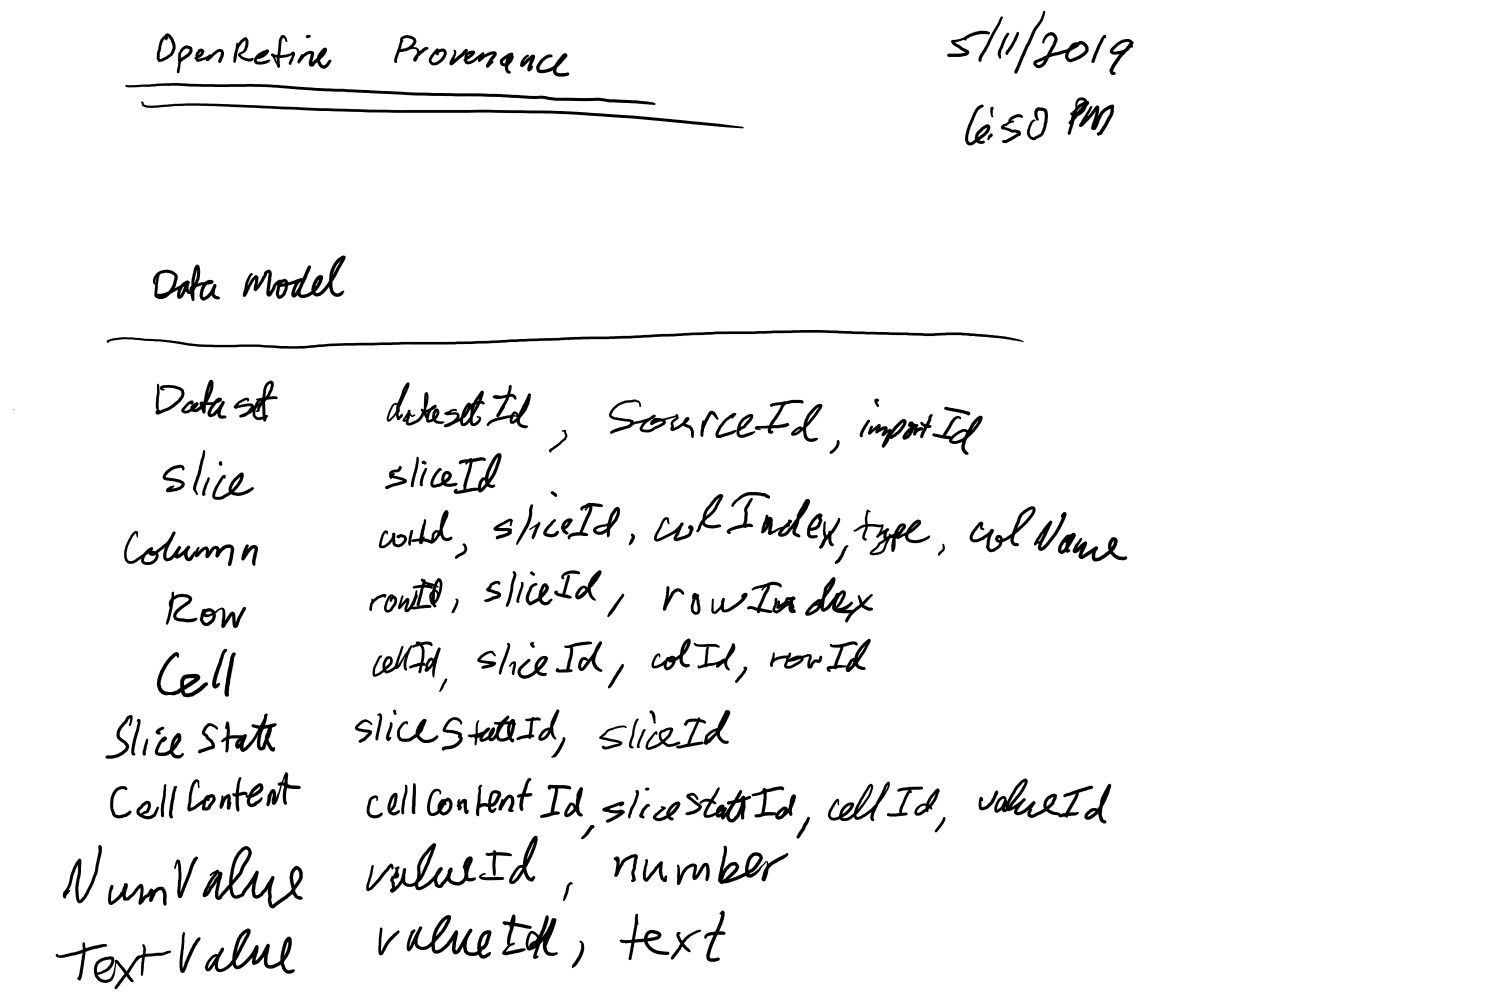 OpenRefine Provenance 5/11/2019
6:50 PM
Data Model
Dataset datasetId, SourceId, importId
slice sliceId
Column colId, sliceId, colIndex, type, colName
Row rowId, sliceId, rowIndex
Cell cellId, sliceId, colId, rowId
SliceState sliceStateId, sliceId
CellContent cellContentId, sliceStateId, cellId, valueId
NumValue valueId, number
TextValue valueId, text